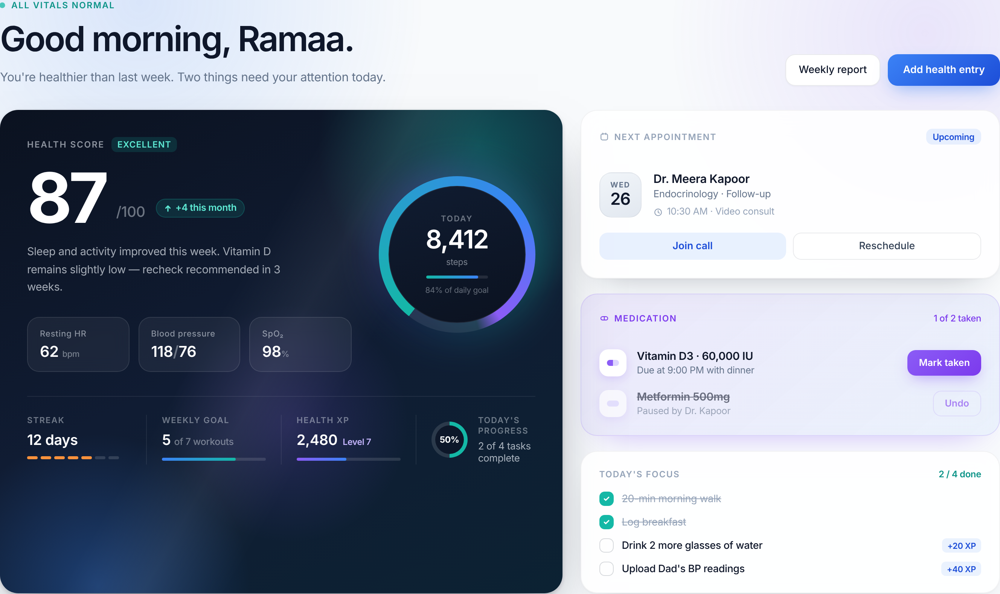 ALL VITALS NORMAL
Good morning, Ramaa.
You're healthier than last week. Two things need your attention today.
Weekly report
Add health entry
HEALTH SCORE
EXCELLENT
87 /100
+4 this month
Sleep and activity improved this week. Vitamin D
remains slightly low — recheck recommended in 3
weeks.
TODAY
8,412
steps
84% of daily goal
Resting HR
62 bpm
Blood pressure
118/76
SpO₂
98%
STREAK
12 days
WEEKLY GOAL
5 of 7 workouts
HEALTH XP
2,480 Level 7
50%
TODAY'S
PROGRESS
2 of 4 tasks
complete
NEXT APPOINTMENT
Upcoming
WED
26
Dr. Meera Kapoor
Endocrinology · Follow-up
10:30 AM · Video consult
Join call
Reschedule
MEDICATION
1 of 2 taken
Vitamin D3 · 60,000 IU
Due at 9:00 PM with dinner
Mark taken
Metformin 500mg
Paused by Dr. Kapoor
Undo
TODAY'S FOCUS
2 / 4 done
20-min morning walk
Log breakfast
Drink 2 more glasses of water
+20 XP
Upload Dad's BP readings
+40 XP